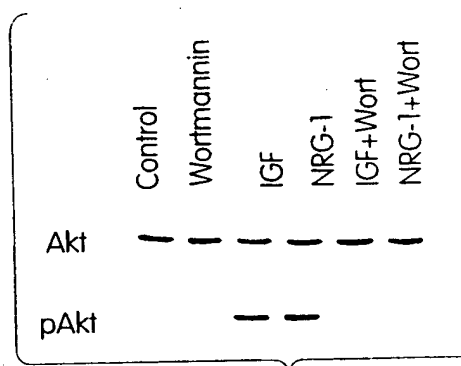 Control
Wortmannin
IGF
NRG-1
IGF+Wort
NRG-1+Wort
Akt
pAkt